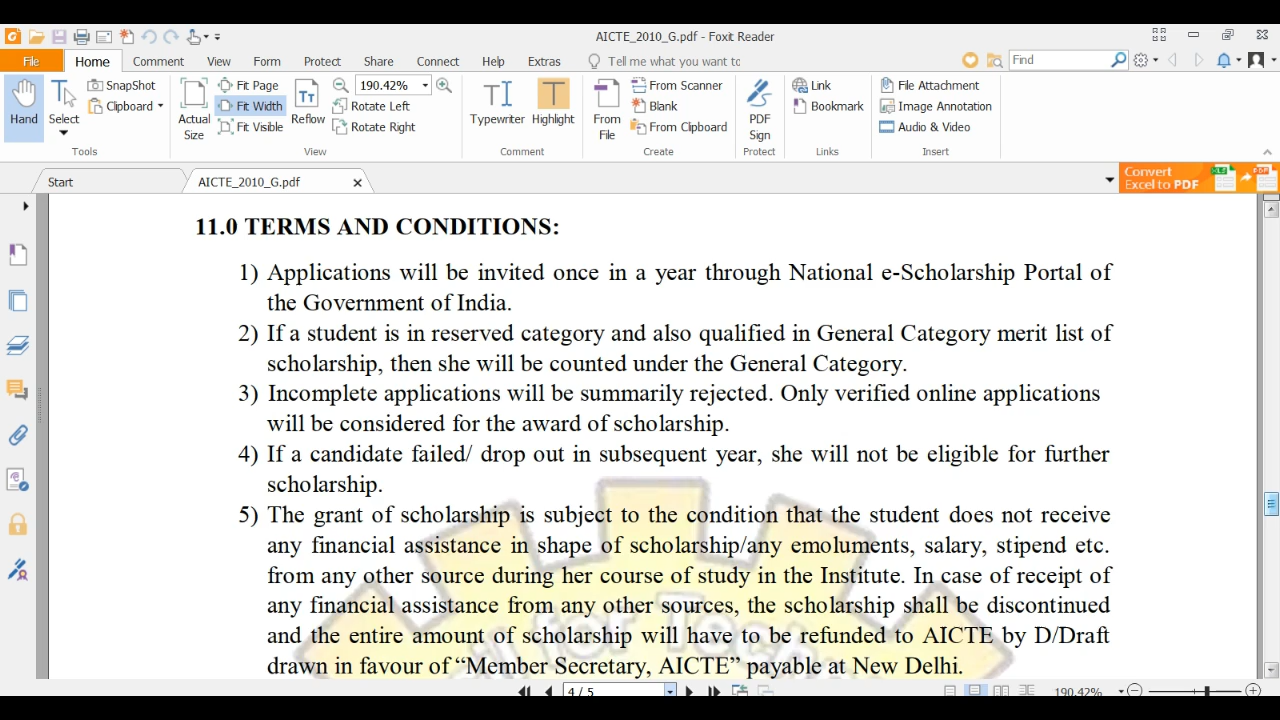 AICTE_2010_G.pdf - Foxit Reader
File Home Comment View Form Protect Share Connect Help Extras Tell me what you want to Find
Hand
Select
SnapShot
Clipboard
Tools
Actual Size
Fit Page
Fit Width
Fit Visible
Reflow
190.42%
Rotate Left
Rotate Right
View
Typewriter
Highlight
Comment
From File
From Scanner
Blank
From Clipboard
Create
PDF Sign
Protect
Link
Bookmark
Links
File Attachment
Image Annotation
Audio & Video
Insert
Start
AICTE_2010_G.pdf
Convert
Excel to PDF
11.0 TERMS AND CONDITIONS:
1) Applications will be invited once in a year through National e-Scholarship Portal of
the Government of India.
2) If a student is in reserved category and also qualified in General Category merit list of
scholarship, then she will be counted under the General Category.
3) Incomplete applications will be summarily rejected. Only verified online applications
will be considered for the award of scholarship.
4) If a candidate failed/ drop out in subsequent year, she will not be eligible for further
scholarship.
5) The grant of scholarship is subject to the condition that the student does not receive
any financial assistance in shape of scholarship/any emoluments, salary, stipend etc.
from any other source during her course of study in the Institute. In case of receipt of
any financial assistance from any other sources, the scholarship shall be discontinued
and the entire amount of scholarship will have to be refunded to AICTE by D/Draft
drawn in favour of “Member Secretary, AICTE” payable at New Delhi.
4 / 5
190.42%